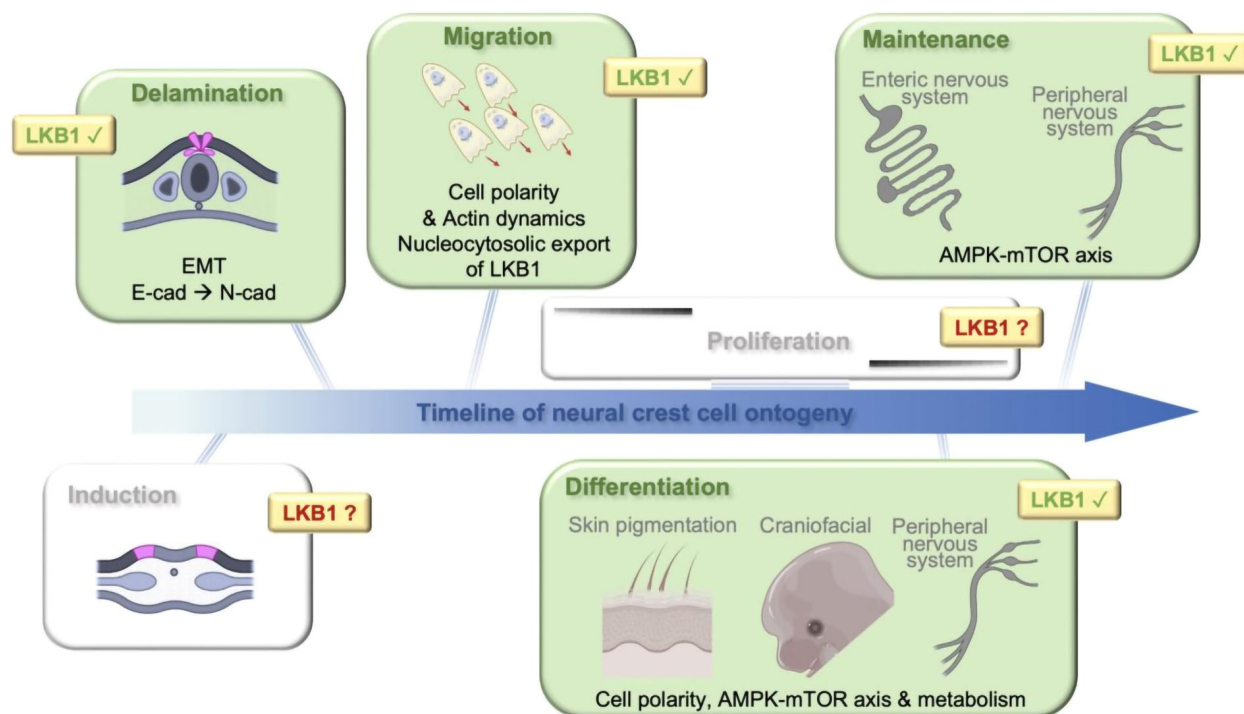 Delamination
LKB1 ✓
EMT
E-cad → N-cad
Migration
LKB1 ✓
Cell polarity
& Actin dynamics
Nucleocytosolic export
of LKB1
Maintenance
LKB1 ✓
Enteric nervous
system
Peripheral
nervous
system
AMPK-mTOR axis
Proliferation
LKB1 ?
Timeline of neural crest cell ontogeny
Induction
LKB1 ?
Differentiation
LKB1 ✓
Skin pigmentation
Craniofacial
Peripheral
nervous
system
Cell polarity, AMPK-mTOR axis & metabolism